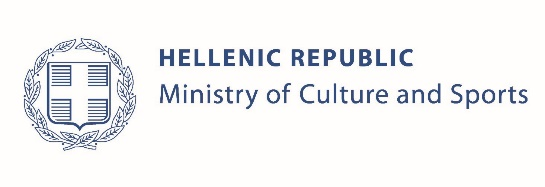 HELLENIC REPUBLIC
Ministry of Culture and Sports